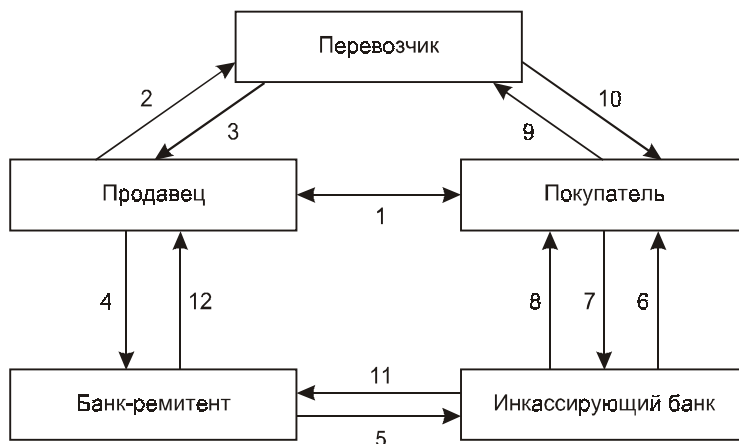 Перевозчик
2
10
3
9
Продавец
Покупатель
1
4
12
8
7
6
11
Банк-ремитент
Инкассирующий банк
5